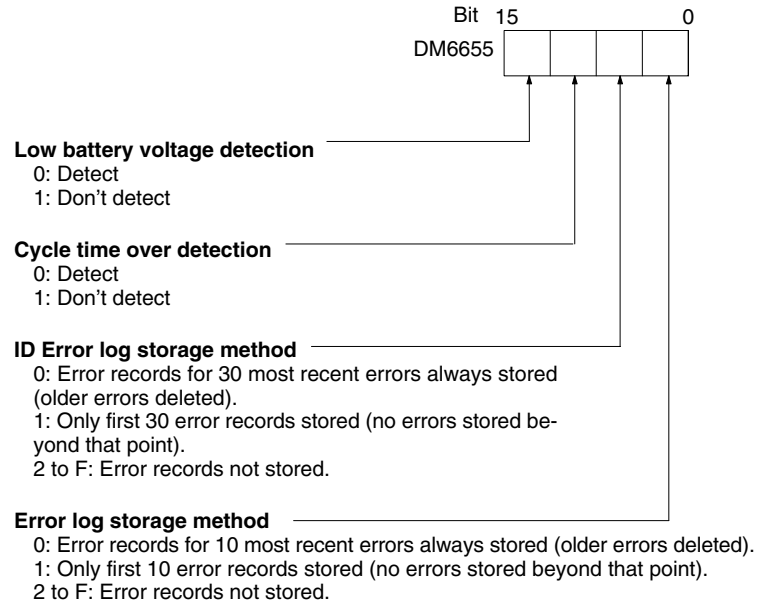 Bit 15 0
DM6655
Low battery voltage detection
0: Detect
1: Don't detect
Cycle time over detection
0: Detect
1: Don't detect
ID Error log storage method
0: Error records for 30 most recent errors always stored
(older errors deleted).
1: Only first 30 error records stored (no errors stored be-
yond that point).
2 to F: Error records not stored.
Error log storage method
0: Error records for 10 most recent errors always stored (older errors deleted).
1: Only first 10 error records stored (no errors stored beyond that point).
2 to F: Error records not stored.